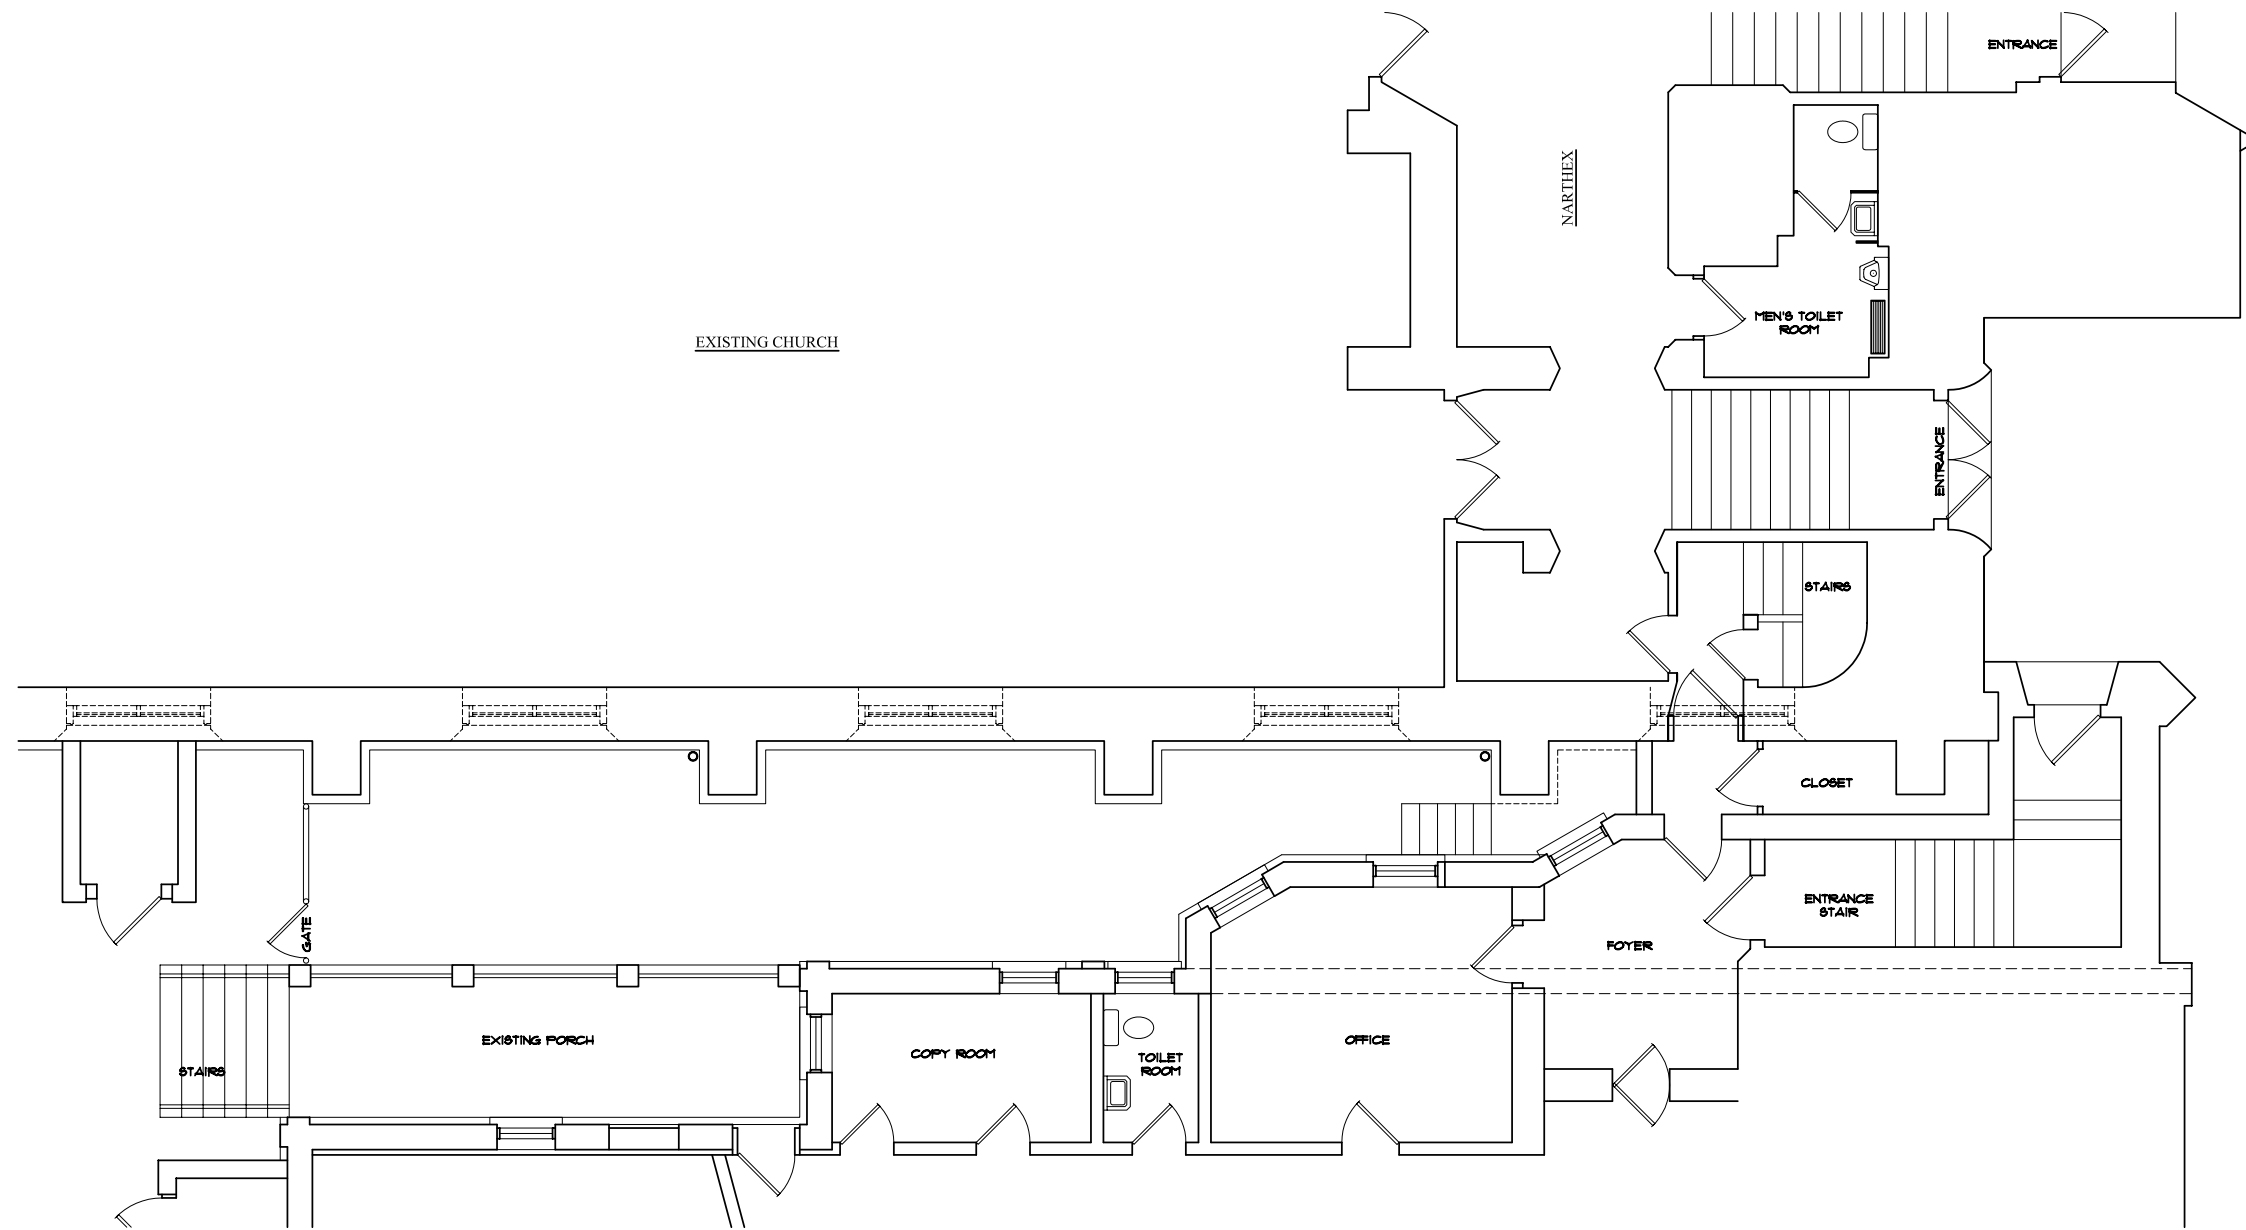 ENTRANCE
NARTHEX
MEN'S TOILET
ROOM
EXISTING CHURCH
ENTRANCE
STAIRS
CLOSET
ENTRANCE
STAIR
GATE
FOYER
EXISTING PORCH
COPY ROOM
TOILET
ROOM
OFFICE
STAIRS